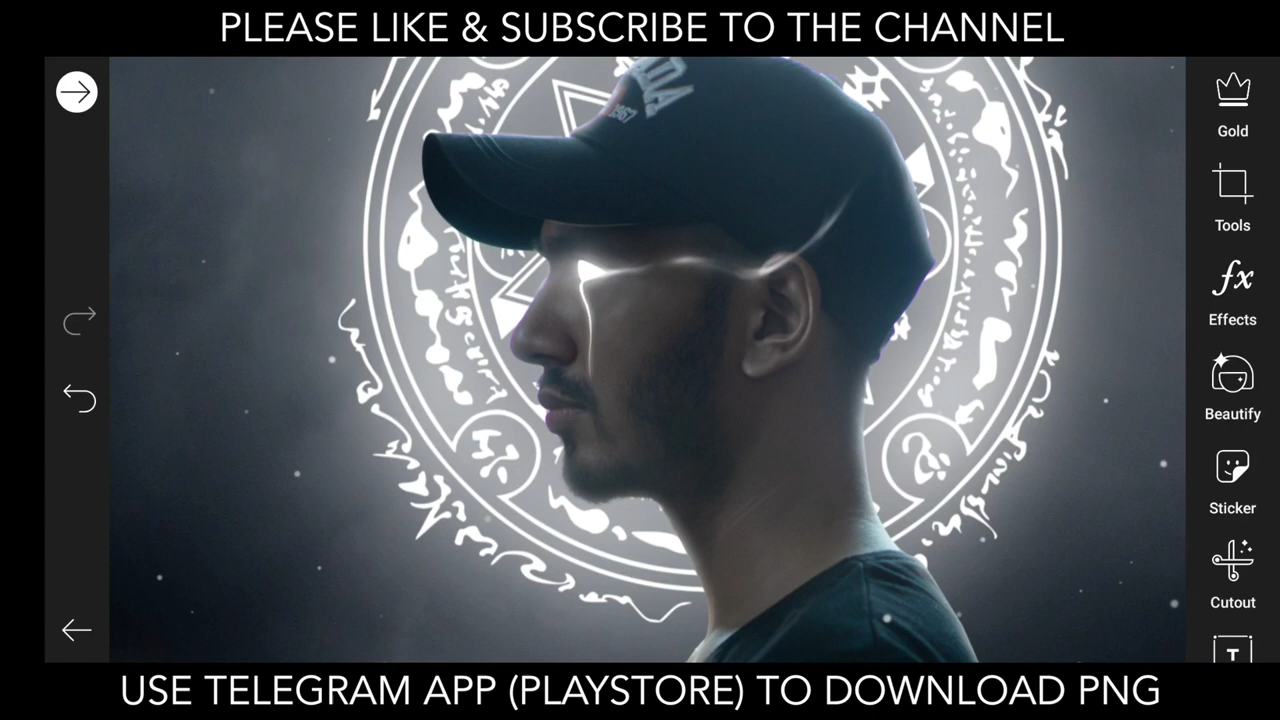 PLEASE LIKE & SUBSCRIBE TO THE CHANNEL
Gold
Tools
fx
Effects
Beautify
Sticker
Cutout
T
USE TELEGRAM APP (PLAYSTORE) TO DOWNLOAD PNG